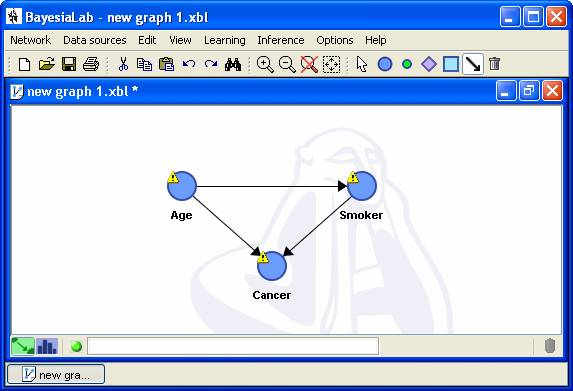 BayesiaLab - new graph 1.xbl
Network Data sources Edit View Learning Inference Options Help
new graph 1.xbl *
Age
Smoker
Cancer
new gra...